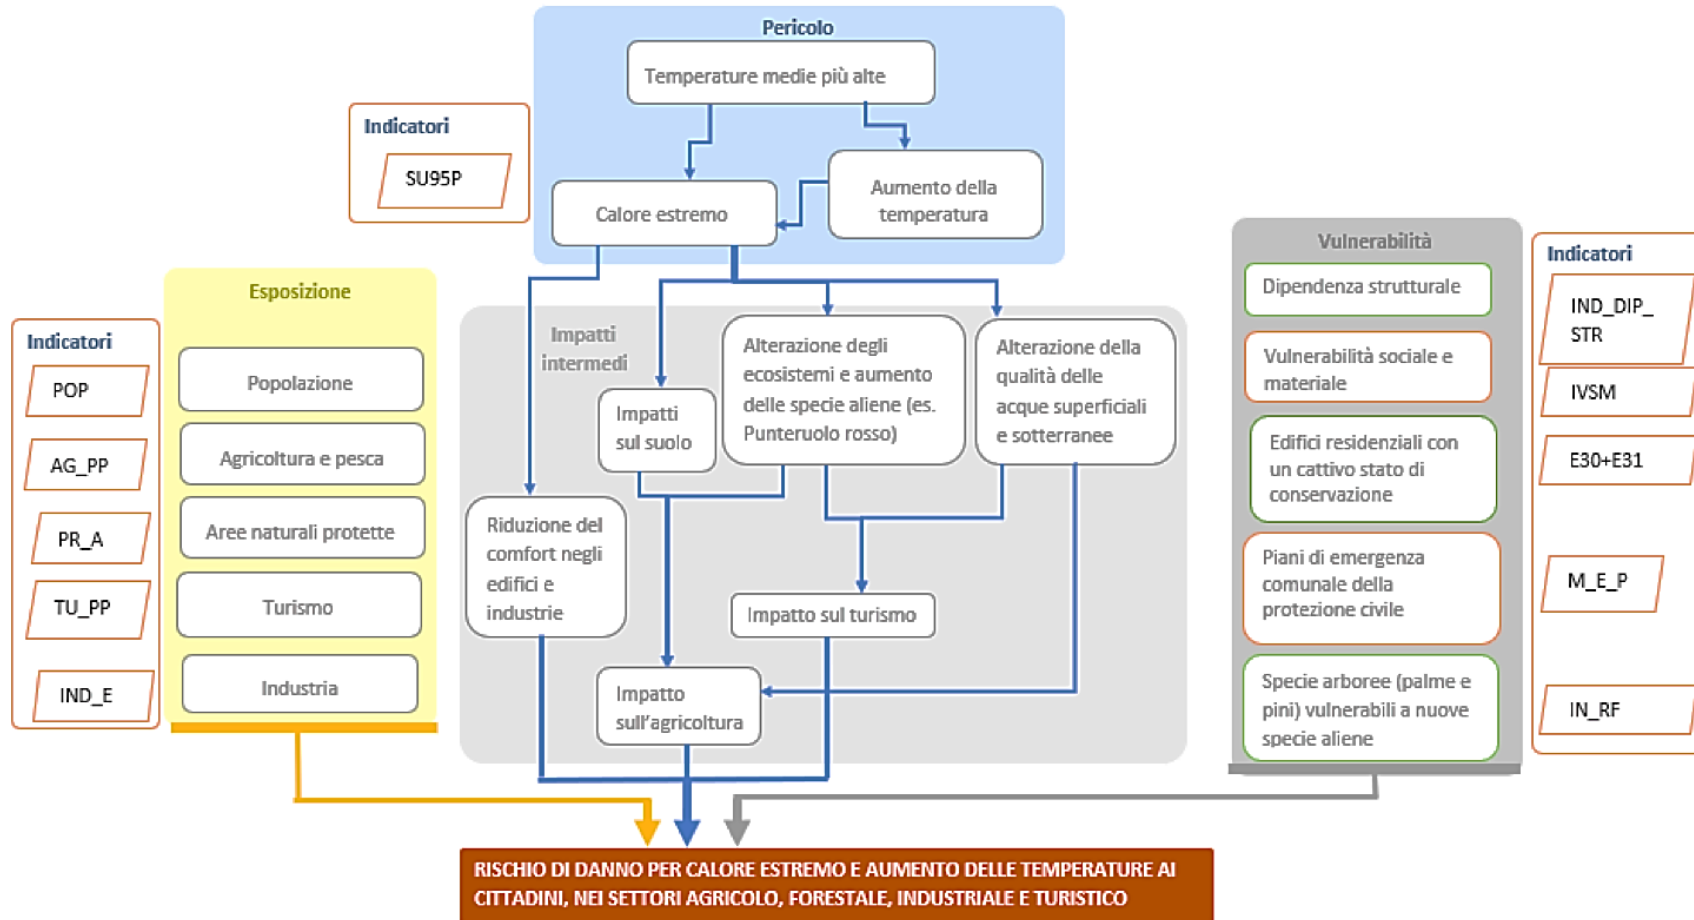 Pericolo
Temperature medie più alte
Indicatori
SU95P
Aumento della
temperatura
Calore estremo
Esposizione
Indicatori
POP
AG_PP
PR_A
TU_PP
IND_E
Popolazione
Agricoltura e pesca
Aree naturali protette
Turismo
Industria
Impatti
intermedi
Impatti
sul suolo
Alterazione degli
ecosistemi e aumento
delle specie aliene (es.
Punteruolo rosso)
Alterazione della
qualità delle
acque superficiali
e sotterranee
Riduzione del
comfort negli
edifici e
industrie
Impatto sul turismo
Impatto
sull'agricoltura
Vulnerabilità
Dipendenza strutturale
Vulnerabilità sociale e
materiale
Edifici residenziali con
un cattivo stato di
conservazione
Piani di emergenza
comunale della
protezione civile
Specie arboree (palme e
pini) vulnerabili a nuove
specie aliene
Indicatori
IND_DIP_
STR
IVSM
E30+E31
M_E_P
IN_RF
RISCHIO DI DANNO PER CALORE ESTREMO E AUMENTO DELLE TEMPERATURE AI
CITTADINI, NEI SETTORI AGRICOLO, FORESTALE, INDUSTRIALE E TURISTICO